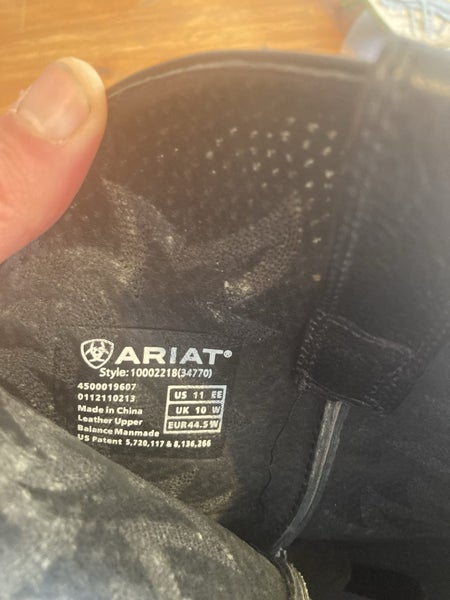 ARIAT®
Style:10002218(34770)
4500019607
0112110213
Made in China
Leather Upper
Balance Manmade
US Patent 5,720,117 & 8,136,266
US 11 EE
UK 10 W
EUR 44.5 W